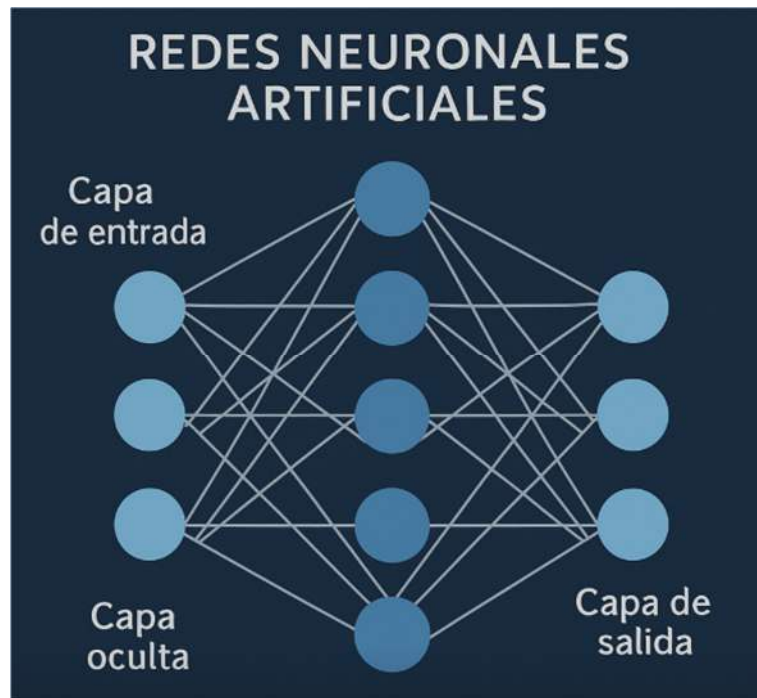 REDES NEURONALES
ARTIFICIALES
Capa
de entrada
Capa
oculta
Capa de
salida